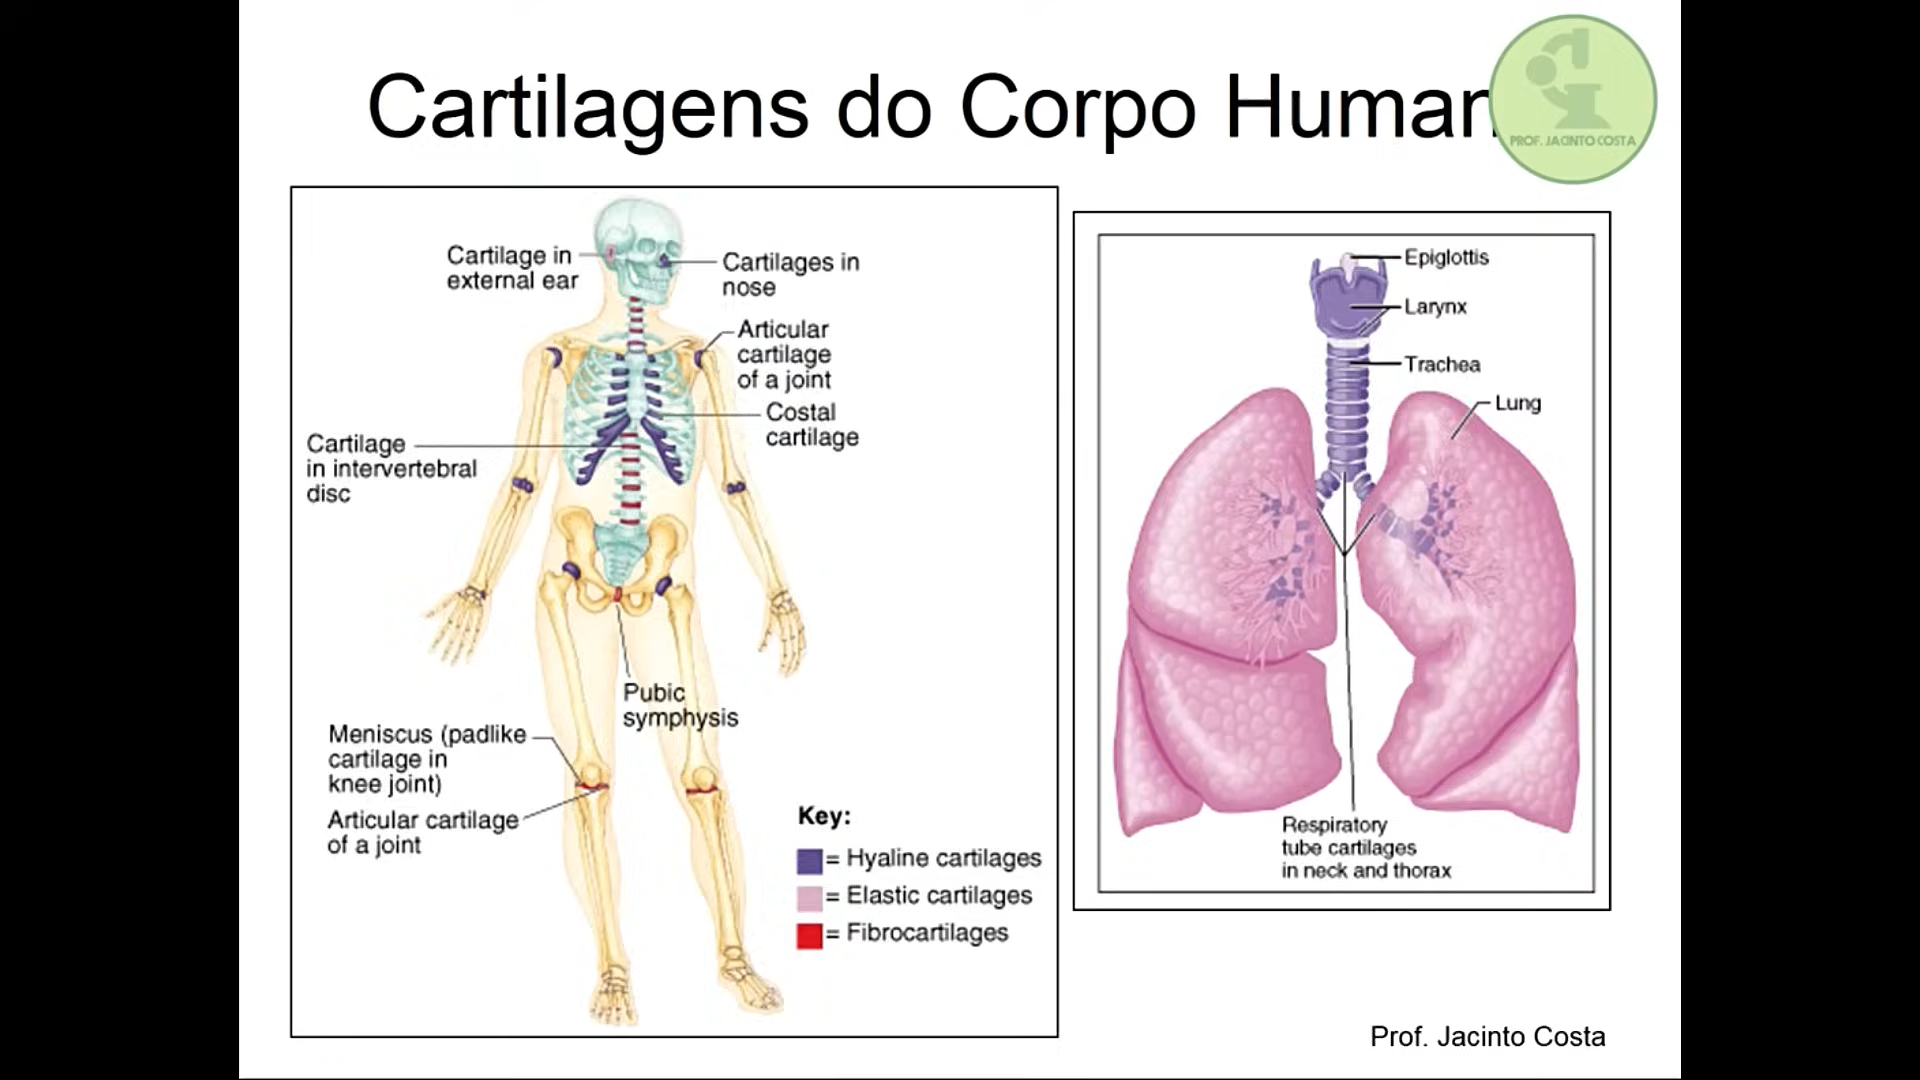 Cartilagens do Corpo Human
PROF. JACINTO COSTA
Cartilage in
external ear
Cartilages in
nose
Articular
cartilage
of a joint
Costal
cartilage
Cartilage
in intervertebral
disc
Pubic
symphysis
Meniscus (padlike
cartilage in
knee joint)
Articular cartilage
of a joint
Key:
= Hyaline cartilages
= Elastic cartilages
= Fibrocartilages
Epiglottis
Larynx
Trachea
Lung
Respiratory
tube cartilages
in neck and thorax
Prof. Jacinto Costa